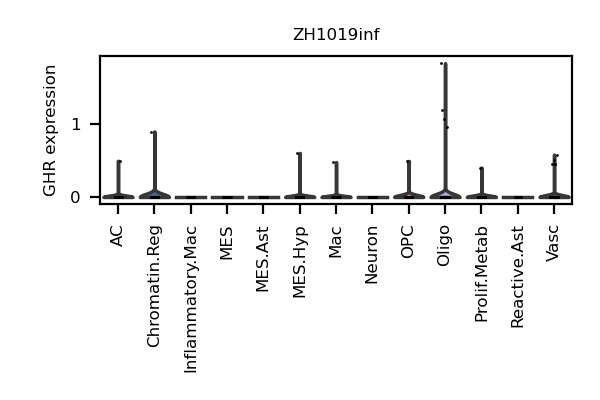 ZH1019inf
GHR expression
1
0
AC
Chromatin.Reg
Inflammatory.Mac
MES
MES.Ast
MES.Hyp
Mac
Neuron
OPC
Oligo
Prolif.Metab
Reactive.Ast
Vasc